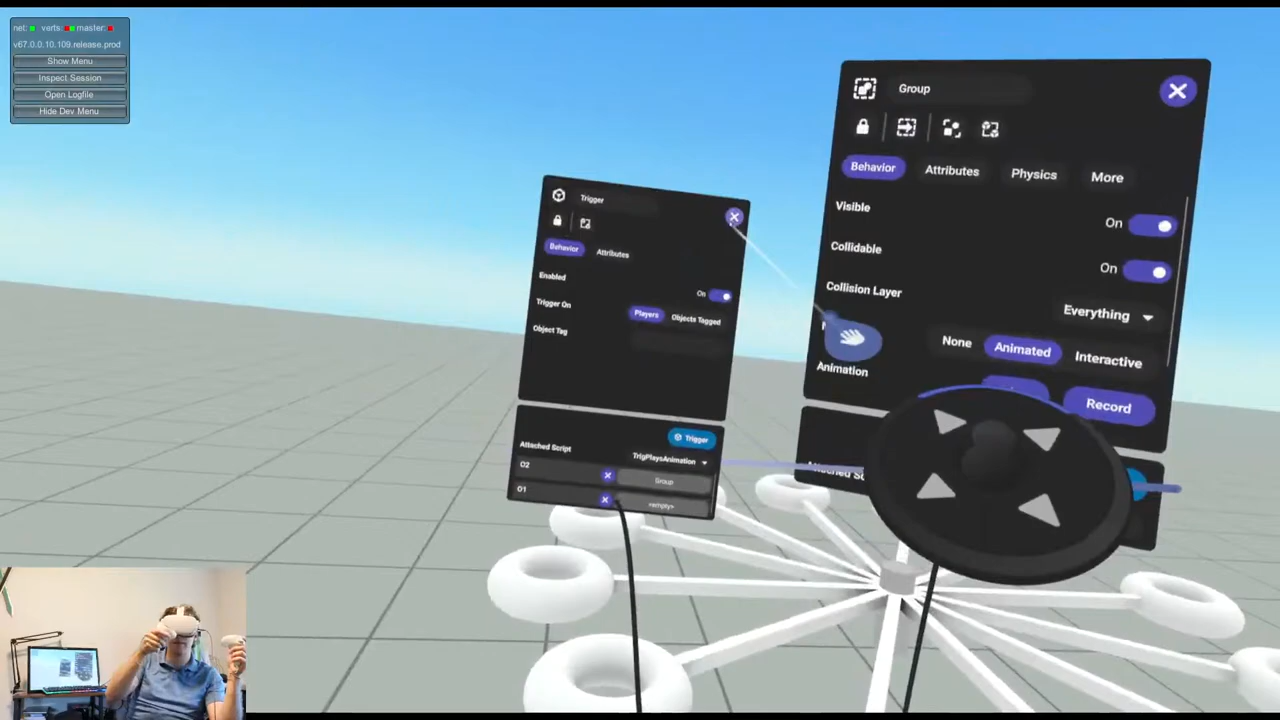 net: verts: master:
v67.0.0.10.109.release.prod
Show Menu
Inspect Session
Open Logfile
Hide Dev Menu
Trigger
Behavior Attributes
Enabled On
Trigger On Players Objects Tagged
Object Tag
Trigger
Attached Script TrigPlaysAnimation
O2 Group
O1 <empty>
Group
Behavior Attributes Physics More
Visible On
Collidable On
Collision Layer Everything
None Animated Interactive
Animation Record